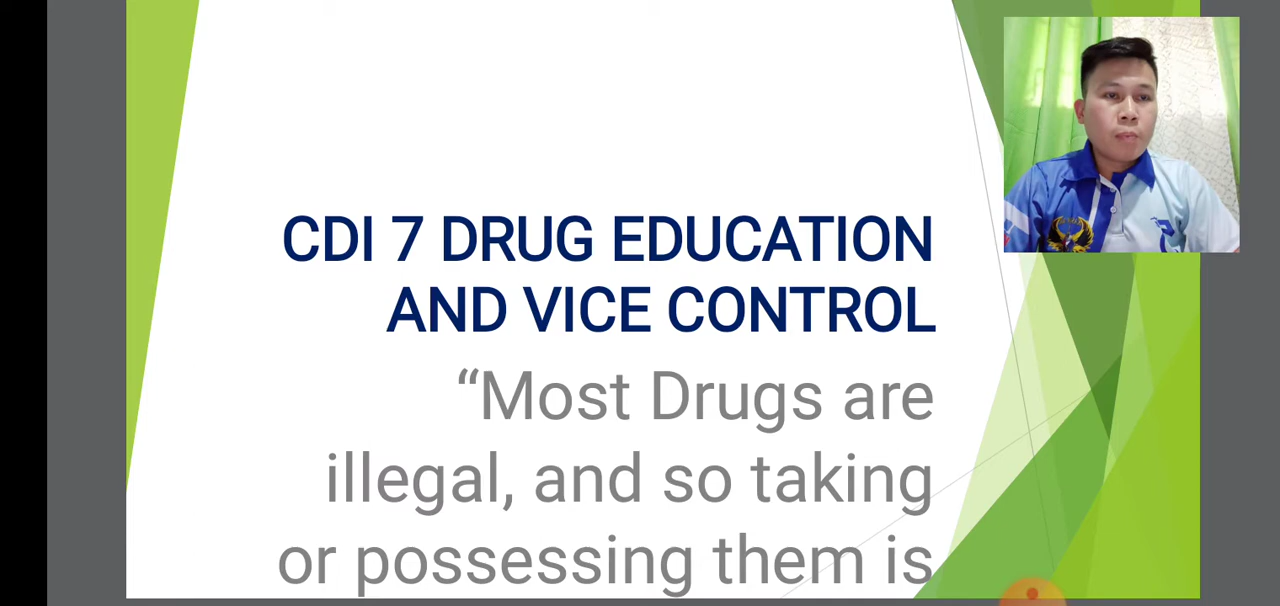 CDI 7 DRUG EDUCATION
AND VICE CONTROL
“Most Drugs are
illegal, and so taking
or possessing them is